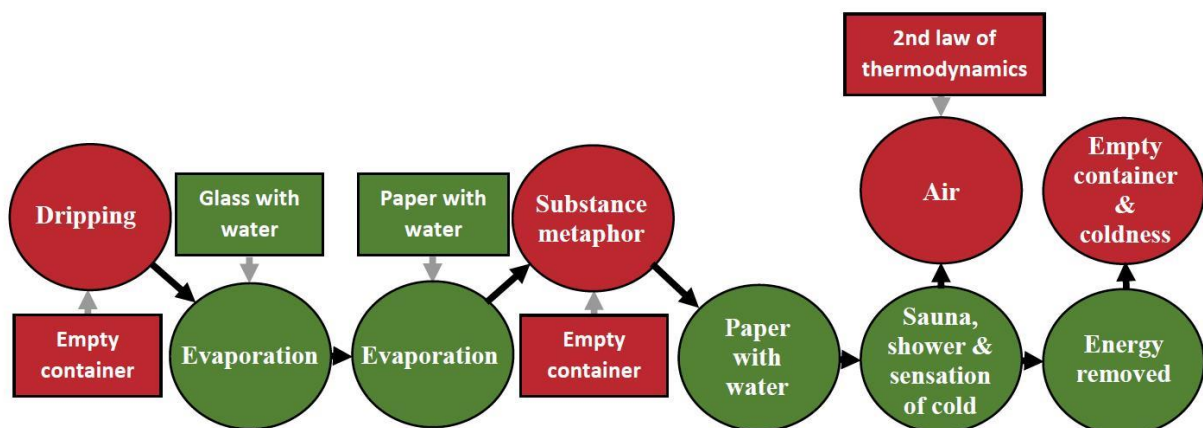 Dripping
Empty
container
Glass with
water
Evaporation
Paper with
water
Evaporation
Substance
metaphor
Empty
container
Paper
with
water
2nd law of
thermodynamics
Air
Sauna,
shower &
sensation
of cold
Empty
container
&
coldness
Energy
removed